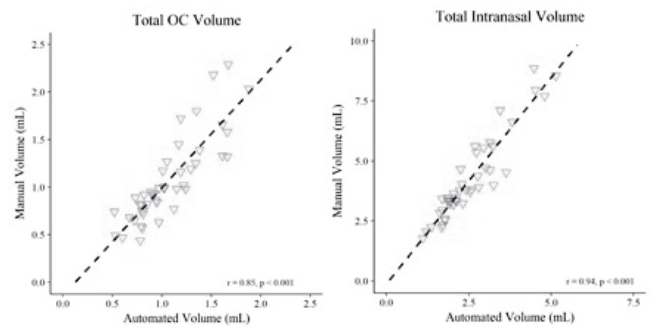 Total OC Volume
2.5
2.0
1.5
1.0
0.5
0.0
Manual Volume (mL)
r = 0.85, p < 0.001
0.0 0.5 1.0 1.5 2.0 2.5
Automated Volume (mL)
Total Intranasal Volume
10.0
7.5
5.0
2.5
0.0
Manual Volume (mL)
r = 0.94, p < 0.001
0.0 2.5 5.0 7.5
Automated Volume (mL)